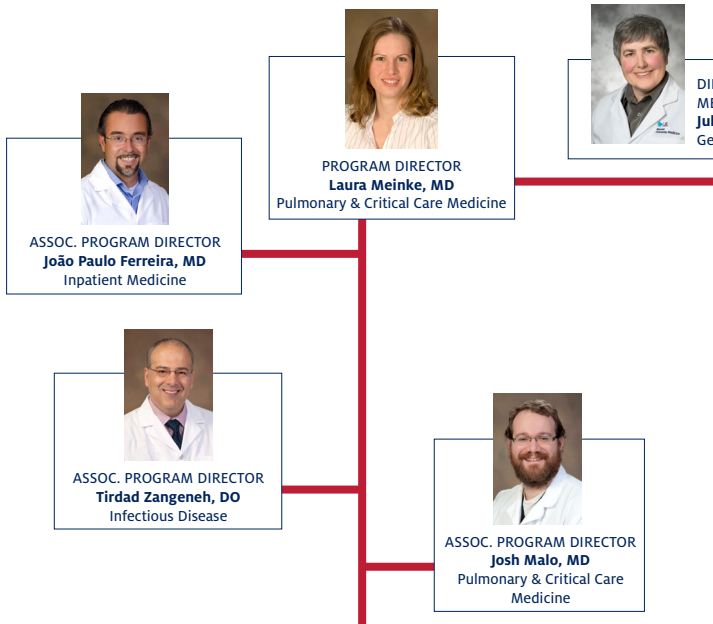 PROGRAM DIRECTOR
Laura Meinke, MD
Pulmonary & Critical Care Medicine
ASSOC. PROGRAM DIRECTOR
João Paulo Ferreira, MD
Inpatient Medicine
ASSOC. PROGRAM DIRECTOR
Tirdad Zangeneh, DO
Infectious Disease
ASSOC. PROGRAM DIRECTOR
Josh Malo, MD
Pulmonary & Critical Care
Medicine